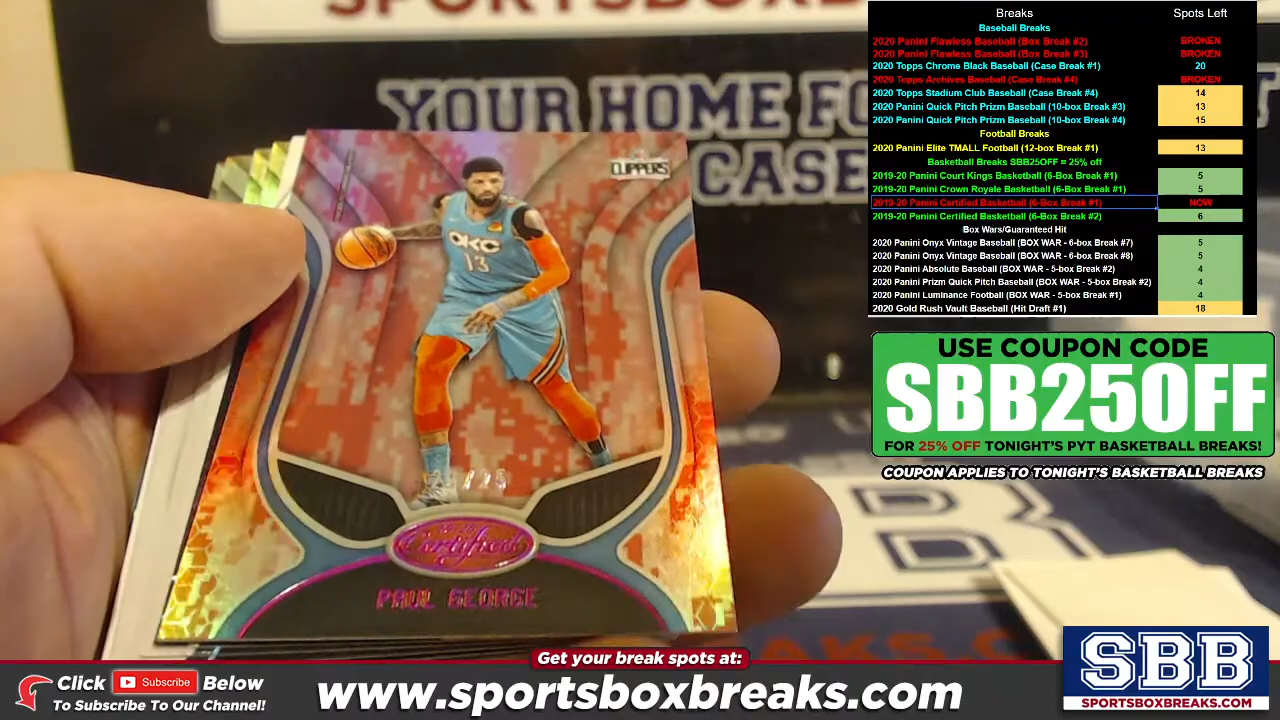 SPORTSBOXBREAKS
YOUR HOME FO
CASE
CLIPPERS
OKC
13
Certified
PAUL GEORGE
Breaks Spots Left
Baseball Breaks
2020 Panini Flawless Baseball (Box Break #2) BROKEN
2020 Panini Flawless Baseball (Box Break #3) BROKEN
2020 Topps Chrome Black Baseball (Case Break #1) 20
2020 Topps Archives Baseball (Case Break #4) BROKEN
2020 Topps Stadium Club Baseball (Case Break #4) 14
2020 Panini Quick Pitch Prizm Baseball (10-box Break #3) 13
2020 Panini Quick Pitch Prizm Baseball (10-box Break #4) 15
Football Breaks
2020 Panini Elite TMALL Football (12-box Break #1) 13
Basketball Breaks SBB25OFF = 25% off
2019-20 Panini Court Kings Basketball (6-Box Break #1) 5
2019-20 Panini Crown Royale Basketball (6-Box Break #1) 5
2019-20 Panini Certified Basketball (6-Box Break #1) NOW
2019-20 Panini Certified Basketball (6-Box Break #2) 6
Box Wars/Guaranteed Hit
2020 Panini Onyx Vintage Baseball (BOX WAR - 6-box Break #7) 5
2020 Panini Onyx Vintage Baseball (BOX WAR - 6-box Break #8) 5
2020 Panini Absolute Baseball (BOX WAR - 5-box Break #2) 4
2020 Panini Prizm Quick Pitch Baseball (BOX WAR - 5-box Break #2) 4
2020 Panini Luminance Football (BOX WAR - 5-box Break #1) 4
2020 Gold Rush Vault Baseball (Hit Draft #1) 18
USE COUPON CODE
SBB25OFF
FOR 25% OFF TONIGHT'S PYT BASKETBALL BREAKS!
COUPON APPLIES TO TONIGHT'S BASKETBALL BREAKS
Get your break spots at:
Click Subscribe Below
To Subscribe To Our Channel!
www.sportsboxbreaks.com
SBB
SPORTSBOXBREAKS.COM